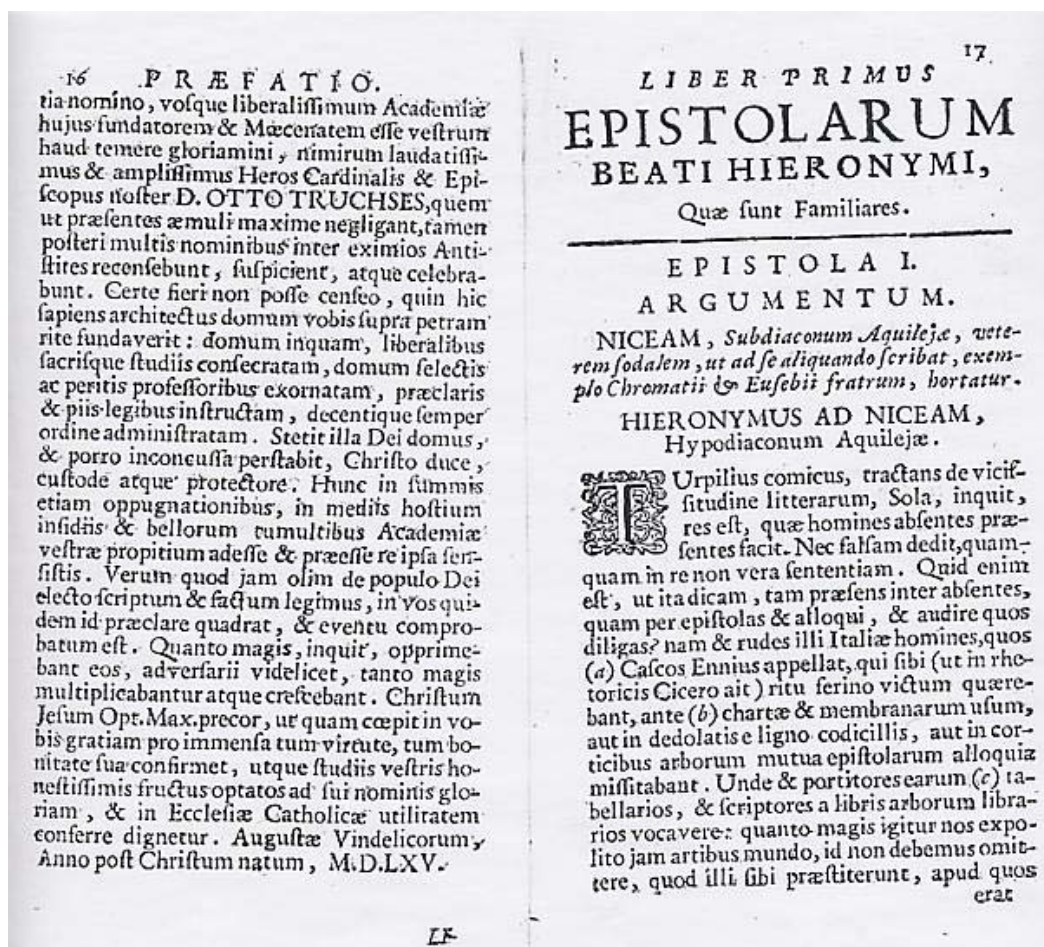 16 PRÆFATIO.
tia nomino, voſque liberaliſſimum Academiæ
hujus fundatorem & Mœcenatem eſſe veſtrum
haud temere gloriamini, nimirum laudatiſſi-
mus & ampliſſimus Heros Cardinalis & Epi-
ſcopus noſter D. OTTO TRUCHSES, quem
ut præſentes æmuli maxime negligant, tamen
poſteri multis nominibus inter eximios Anti-
ſtites recenſebunt, ſuſpicient, atque celebra-
bunt. Certe fieri non poſſe cenſeo, quin hic
ſapiens architectus domum vobis ſupra petram
rite fundaverit: domum inquam, liberalibus
ſacriſque ſtudiis conſecratam, domum ſelectis
ac peritis profeſſoribus exornatam, præclaris
& piis legibus inſtructam, decentique ſemper
ordine adminiſtratam. Stetit illa Dei domus,
& porro inconcuſſa perſtabit, Chriſto duce,
cuſtode atque protectore. Hunc in ſummis
etiam oppugnationibus, in mediis hoſtium
inſidiis & bellorum tumultibus Academiæ
veſtræ propitium adeſſe & præeſſe re ipſa ſen-
ſiſtis. Verum quod jam olim de populo Dei
electo ſcriptum & factum legimus, in vos qui-
dem id præclare quadrat, & eventu compro-
batum eſt. Quanto magis, inquit, opprime-
bant eos, adverſarii videlicet, tanto magis
multiplicabantur atque creſcebant. Chriſtum
Jeſum Opt. Max. precor, ut quam cœpit in vo-
bis gratiam pro immenſa tum virtute, tum bo-
nitate ſua confirmet, utque ſtudiis veſtris ho-
neſtiſſimis fructus optatos ad ſui nominis glo-
riam, & in Eccleſiæ Catholicæ utilitatem
conferre dignetur. Auguſtæ Vindelicorum,
Anno poſt Chriſtum natum, M.D.LXV.
17
LIBER PRIMUS
EPISTOLARUM
BEATI HIERONYMI,
Quæ ſunt Familiares.
EPISTOLA I.
ARGUMENTUM.
NICEAM, Subdiaconum Aquilejæ, vete-
rem ſodalem, ut ad ſe aliquando ſcribat, exem-
plo Chromatii & Euſebii fratrum, hortatur.
HIERONYMUS AD NICEAM,
Hypodiaconum Aquilejæ.
TUrpilius comicus, tractans de viciſ-
ſitudine litterarum, Sola, inquit,
res eſt, quæ homines abſentes præ-
ſentes facit. Nec falſam dedit, quam-
quam in re non vera ſententiam. Quid enim
eſt, ut ita dicam, tam præſens inter abſentes,
quam per epiſtolas & alloqui, & audire quos
diligas? nam & rudes illi Italiæ homines, quos
(a) Caſcos Ennius appellat, qui ſibi (ut in rhe-
toricis Cicero ait) ritu ferino victum quære-
bant, ante (b) chartæ & membranarum uſum,
aut in dedolatis e ligno codicillis, aut in cor-
ticibus arborum mutua epiſtolarum alloquia
miſſitabant. Unde & portitores earum (c) ta-
bellarios, & ſcriptores a libris arborum libra-
rios vocavere: quanto magis igitur nos expo-
lito jam artibus mundo, id non debemus omit-
tere, quod illi ſibi præſtiterunt, apud quos
erat